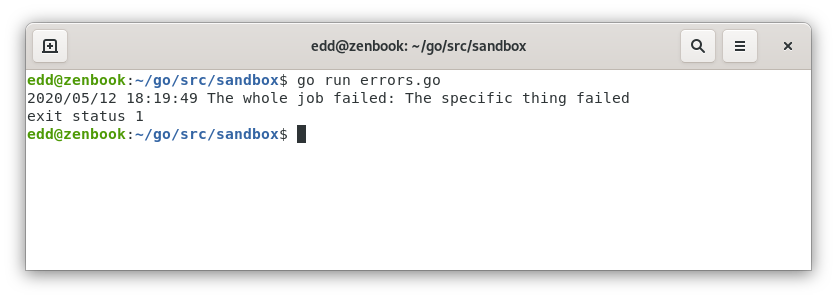 edd@zenbook: ~/go/src/sandbox
edd@zenbook:~/go/src/sandbox$ go run errors.go
2020/05/12 18:19:49 The whole job failed: The specific thing failed
exit status 1
edd@zenbook:~/go/src/sandbox$